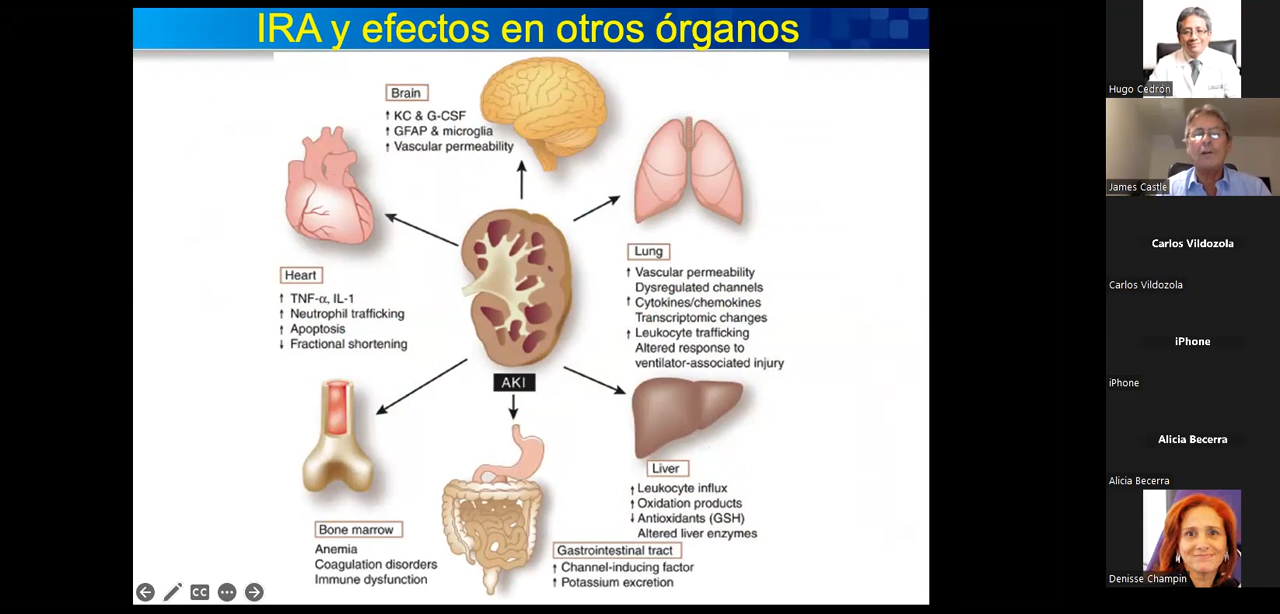 IRA y efectos en otros órganos
Brain
↑ KC & G-CSF
↑ GFAP & microglia
↑ Vascular permeability
Heart
↑ TNF-α, IL-1
↑ Neutrophil trafficking
↑ Apoptosis
↓ Fractional shortening
Lung
↑ Vascular permeability
Dysregulated channels
↑ Cytokines/chemokines
Transcriptomic changes
↑ Leukocyte trafficking
Altered response to
ventilator-associated injury
AKI
Liver
↑ Leukocyte influx
↑ Oxidation products
↓ Antioxidants (GSH)
Altered liver enzymes
Bone marrow
Anemia
Coagulation disorders
Immune dysfunction
Gastrointestinal tract
↑ Channel-inducing factor
↑ Potassium excretion
CC
Hugo Cedrón
James Castle
Carlos Vildozola
Carlos Vildozola
iPhone
iPhone
Alicia Becerra
Alicia Becerra
Denisse Champin